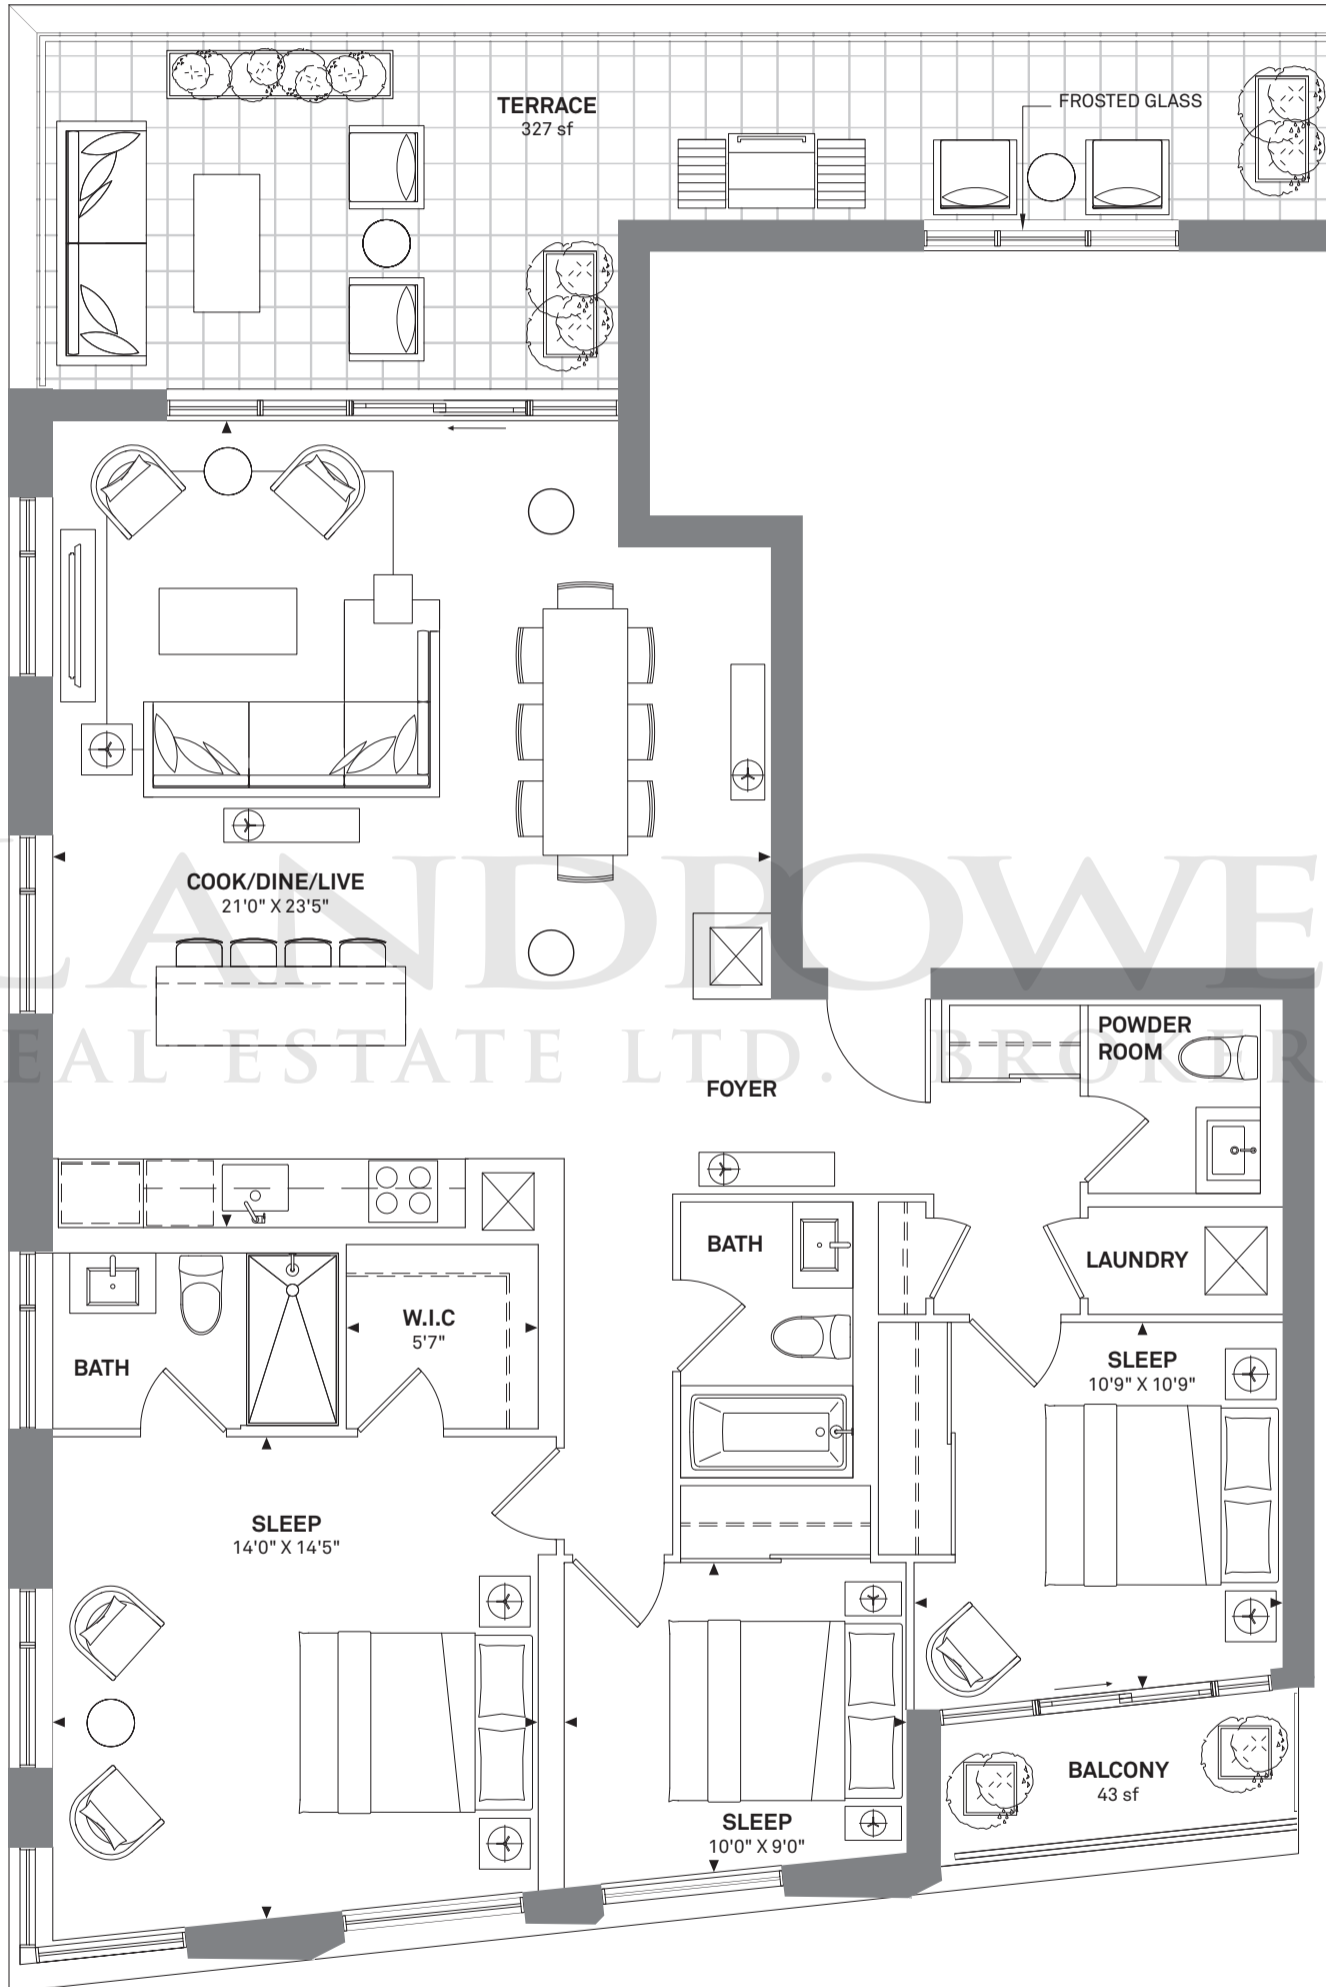 TERRACE
327 sf
FROSTED GLASS
COOK/DINE/LIVE
21'0" X 23'5"
LANDPOWE
EAL ESTATE LTD. BROKER
POWDER
ROOM
FOYER
BATH
LAUNDRY
W.I.C
5'7"
BATH
SLEEP
10'9" X 10'9"
SLEEP
14'0" X 14'5"
BALCONY
43 sf
SLEEP
10'0" X 9'0"